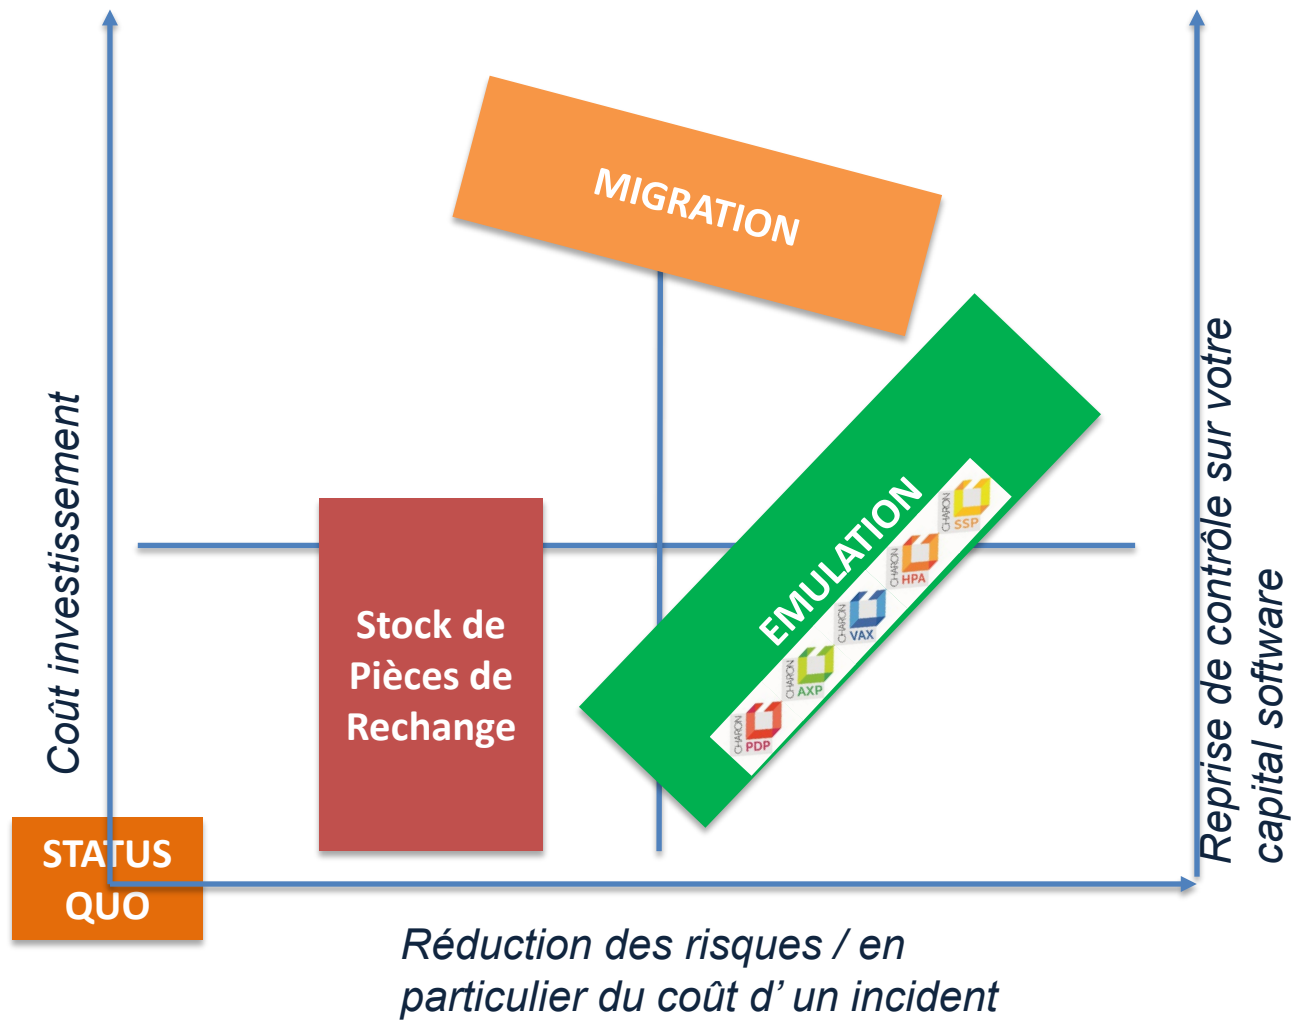 MIGRATION
Coût investissement
Stock de
Pièces de
Rechange
EMULATION
CHARON
SSP
CHARON
HPA
CHARON
VAX
CHARON
AXP
CHARON
PDP
Reprise de contrôle sur votre
capital software
STATUS
QUO
Réduction des risques / en
particulier du coût d’ un incident